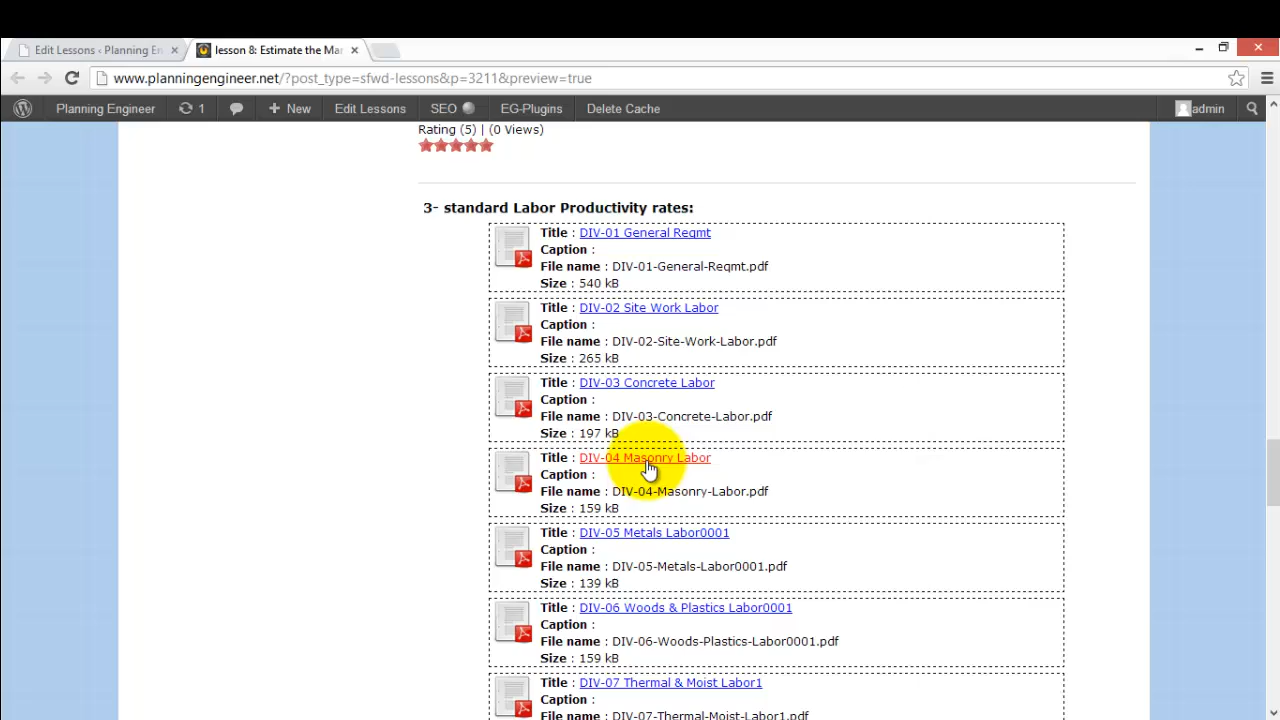 Edit Lessons ‹ Planning En
lesson 8: Estimate the Mar
www.planningengineer.net/?post_type=sfwd-lessons&p=3211&preview=true
Planning Engineer 1 + New Edit Lessons SEO EG-Plugins Delete Cache admin
Rating (5) | (0 Views)
3- standard Labor Productivity rates:
Title : DIV-01 General Reqmt
Caption :
File name : DIV-01-General-Reqmt.pdf
Size : 540 kB
Title : DIV-02 Site Work Labor
Caption :
File name : DIV-02-Site-Work-Labor.pdf
Size : 265 kB
Title : DIV-03 Concrete Labor
Caption :
File name : DIV-03-Concrete-Labor.pdf
Size : 197 kB
Title : DIV-04 Masonry Labor
Caption :
File name : DIV-04-Masonry-Labor.pdf
Size : 159 kB
Title : DIV-05 Metals Labor0001
Caption :
File name : DIV-05-Metals-Labor0001.pdf
Size : 139 kB
Title : DIV-06 Woods & Plastics Labor0001
Caption :
File name : DIV-06-Woods-Plastics-Labor0001.pdf
Size : 159 kB
Title : DIV-07 Thermal & Moist Labor1
Caption :
File name : DIV-07-Thermal-Moist-Labor1.pdf